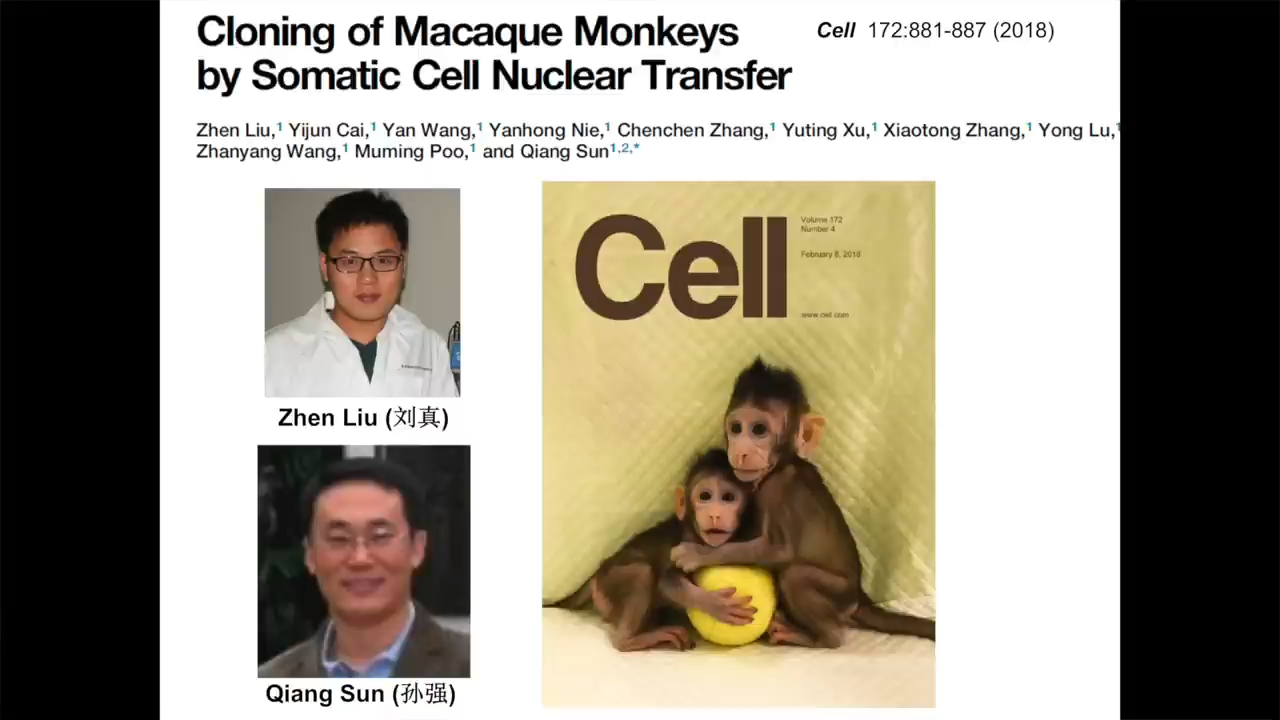 Cloning of Macaque Monkeys
by Somatic Cell Nuclear Transfer
Cell 172:881-887 (2018)
Zhen Liu,¹ Yijun Cai,¹ Yan Wang,¹ Yanhong Nie,¹ Chenchen Zhang,¹ Yuting Xu,¹ Xiaotong Zhang,¹ Yong Lu,¹
Zhanyang Wang,¹ Muming Poo,¹ and Qiang Sun¹,²,*
Zhen Liu (刘真)
Qiang Sun (孙强)
Cell
Volume 172
Number 4
February 8, 2018
www.cell.com